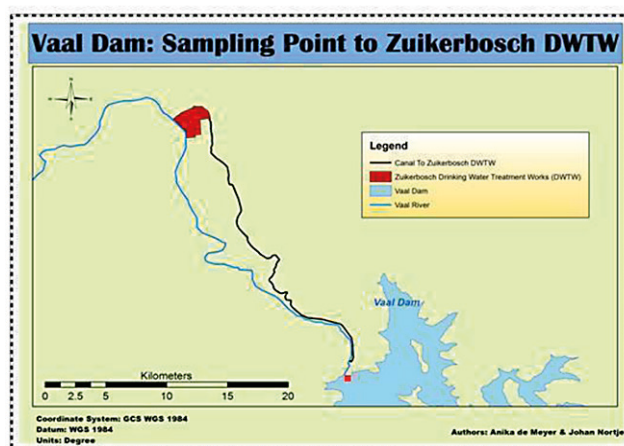 Vaal Dam: Sampling Point to Zuikerbosch DWTW
Legend
Canal To Zuikerbosch DWTW
Zuikerbosch Drinking Water Treatment Works (DWTW)
Vaal Dam
Vaal River
Vaal Dam
Kilometers
0 2.5 5 10 15 20
Coordinate System: GCS WGS 1984
Datum: WGS 1984
Units: Degree
Authors: Anika de Meyer & Johan Nortje